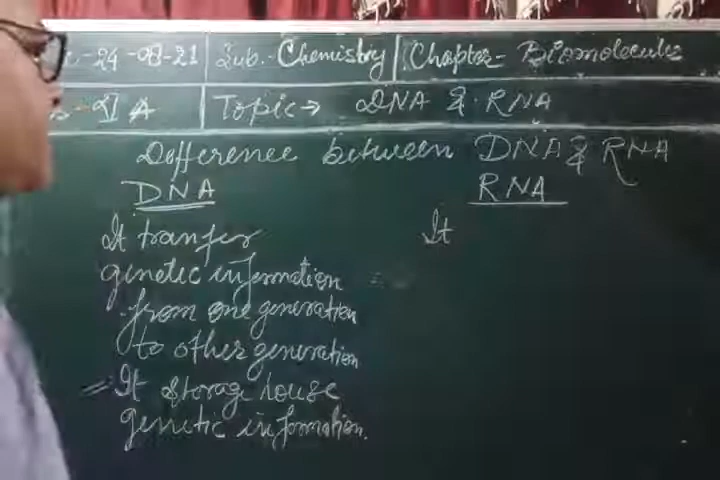 -24-08-21 Sub.- Chemistry Chapter- Biomolecules
A Topic→ DNA & RNA
Difference between DNA & RNA
DNA RNA
It transfer It
genetic information
from one generation
to other generation
It storage house
genetic information.